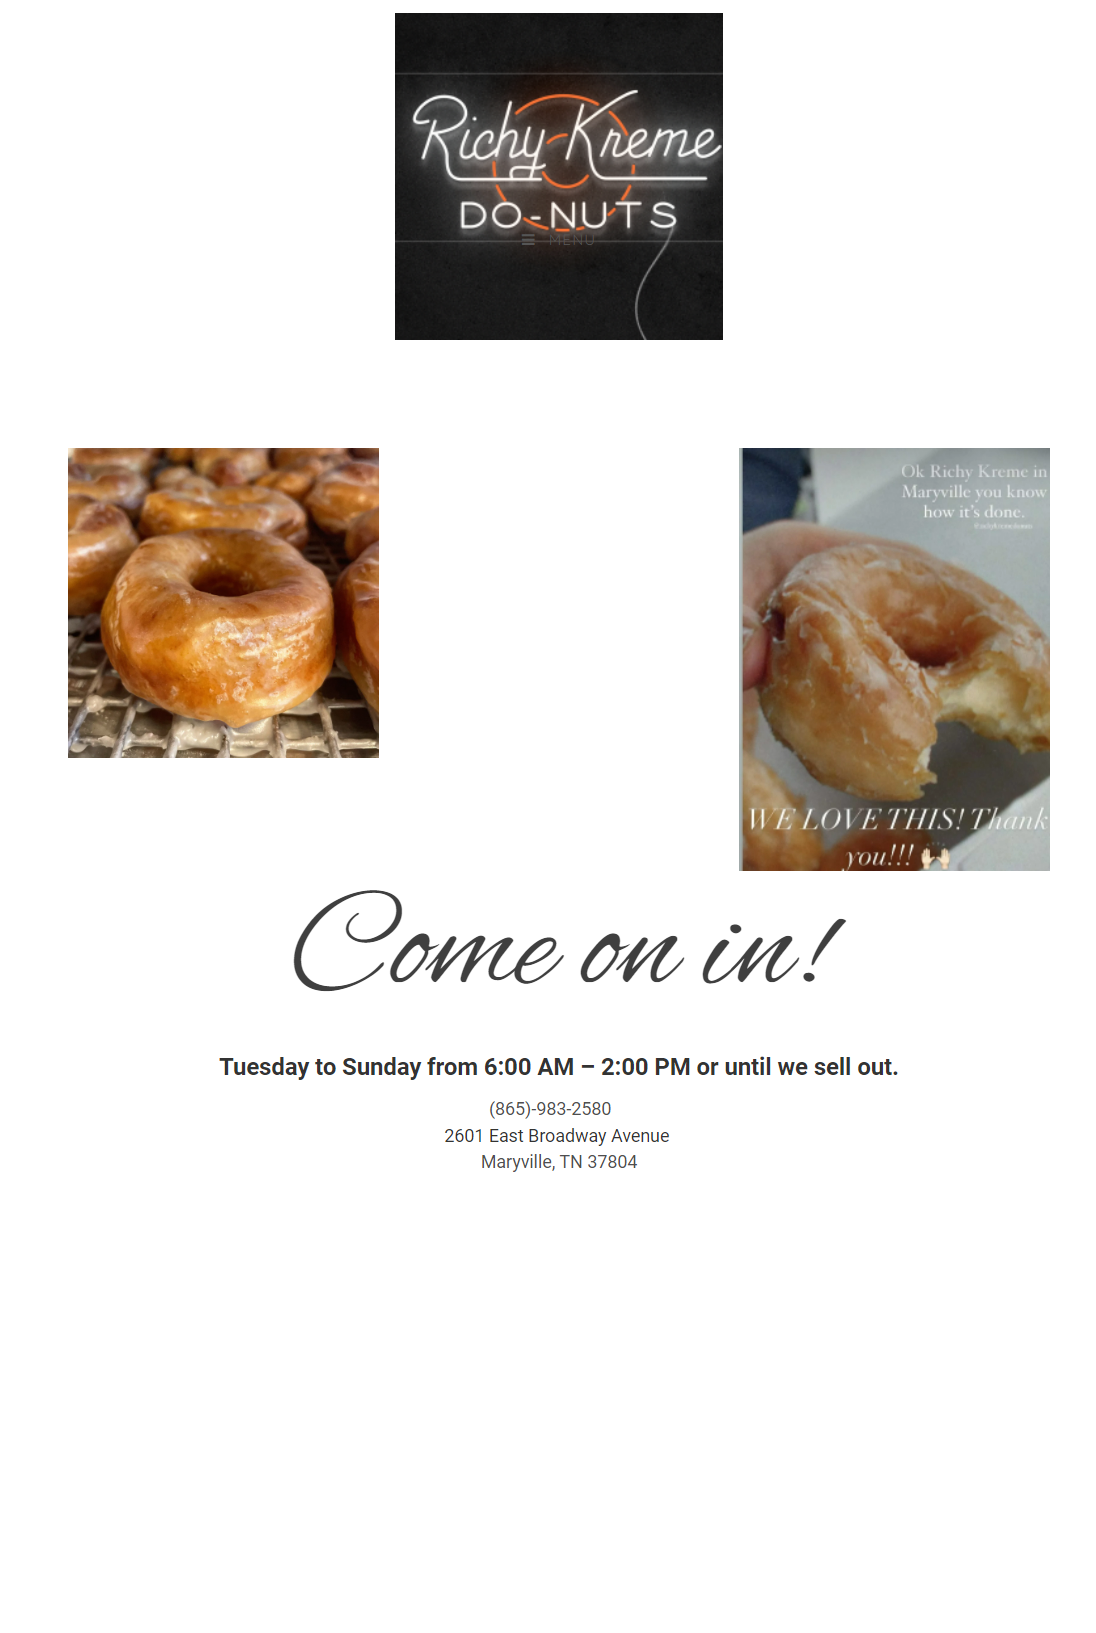 Richy Kreme
DO-NUTS
MENU
Ok Richy Kreme in
Maryville you know
how it's done.
WE LOVE THIS! Thank
you!!! 🙌🏻
Come on in!
Tuesday to Sunday from 6:00 AM – 2:00 PM or until we sell out.
(865)-983-2580
2601 East Broadway Avenue
Maryville, TN 37804